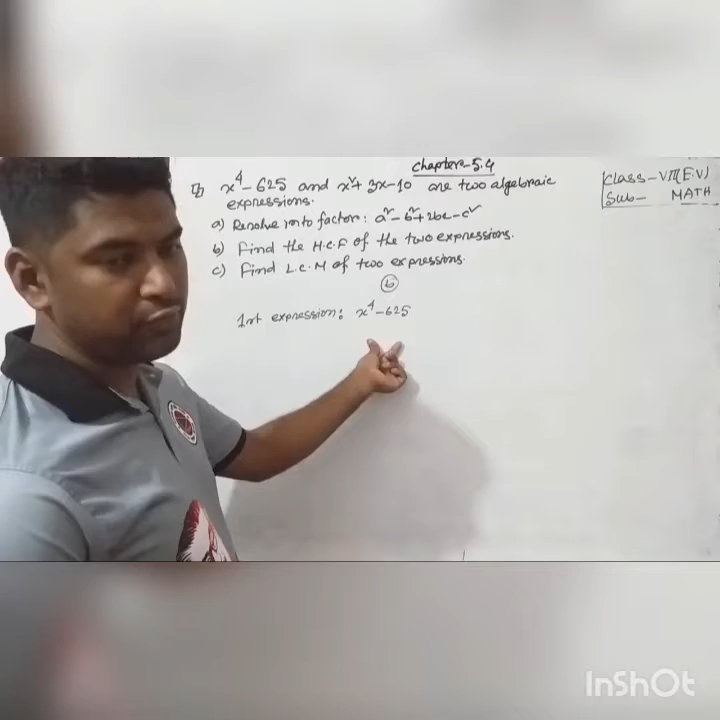 Chapter-5.4
Class-VII(E.V)
Sub- MATH
x⁴-625 and x²+3x-10 are two algebraic
expressions.
a) Resolve into factor: a²-b²+2bc-c²
b) Find the H.C.F of the two expressions.
c) Find L.C.M of two expressions.
b
1st expression: x⁴-625
InShOt